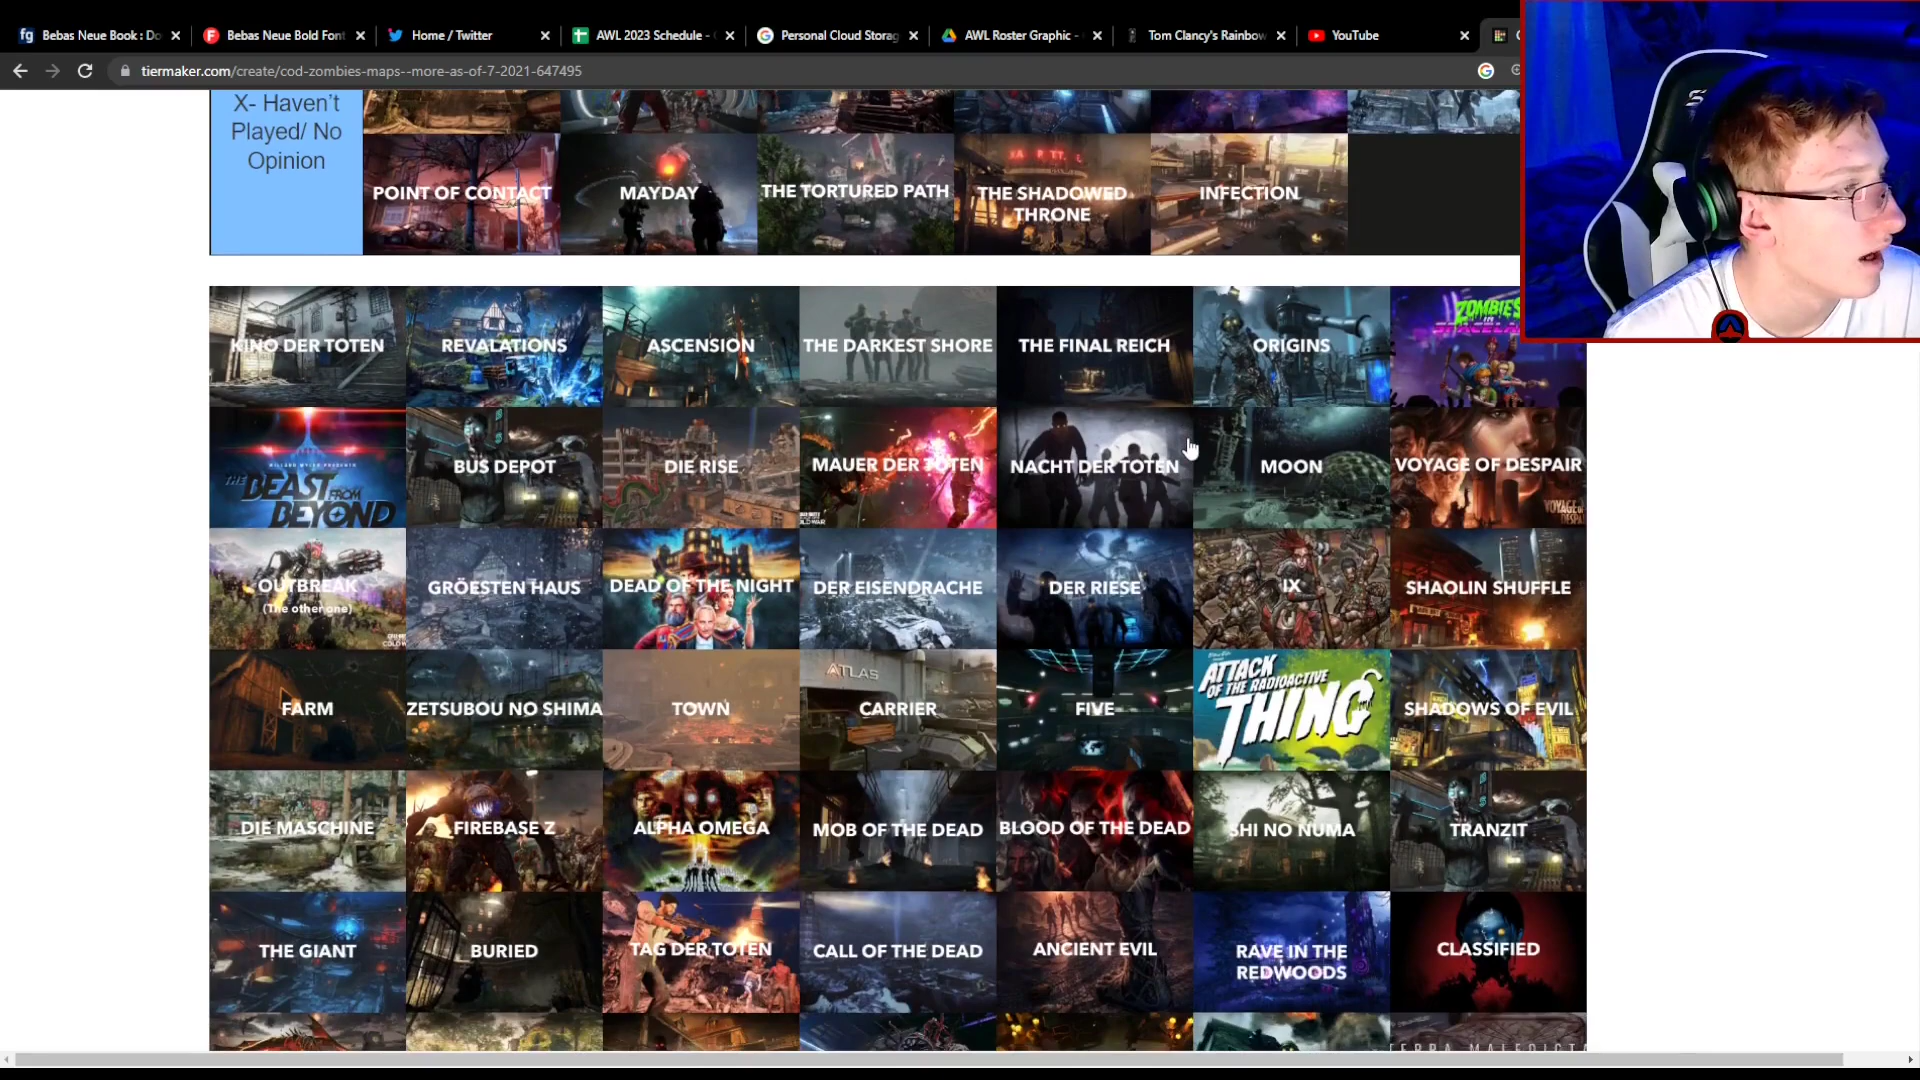 Bebas Neue Book : Do
Bebas Neue Bold Font
Home / Twitter
AWL 2023 Schedule -
Personal Cloud Storag
AWL Roster Graphic -
Tom Clancy's Rainbow
YouTube
tiermaker.com/create/cod-zombies-maps--more-as-of-7-2021-647495
X- Haven't
Played/ No
Opinion
POINT OF CONTACT
MAYDAY
THE TORTURED PATH
THE SHADOWED
THRONE
INFECTION
KINO DER TOTEN
REVALATIONS
ASCENSION
THE DARKEST SHORE
THE FINAL REICH
ORIGINS
ZOMBIES
THE BEAST FROM
BEYOND
BUS DEPOT
DIE RISE
MAUER DER TOTEN
NACHT DER TOTEN
MOON
VOYAGE OF DESPAIR
OUTBREAK
(The other one)
GRÖESTEN HAUS
DEAD OF THE NIGHT
DER EISENDRACHE
DER RIESE
IX
SHAOLIN SHUFFLE
FARM
ZETSUBOU NO SHIMA
TOWN
ATLAS
CARRIER
FIVE
ATTACK
OF THE RADIOACTIVE
THING
SHADOWS OF EVIL
DIE MASCHINE
FIREBASE Z
ALPHA OMEGA
MOB OF THE DEAD
BLOOD OF THE DEAD
SHI NO NUMA
TRANZIT
THE GIANT
BURIED
TAG DER TOTEN
CALL OF THE DEAD
ANCIENT EVIL
RAVE IN THE
REDWOODS
CLASSIFIED